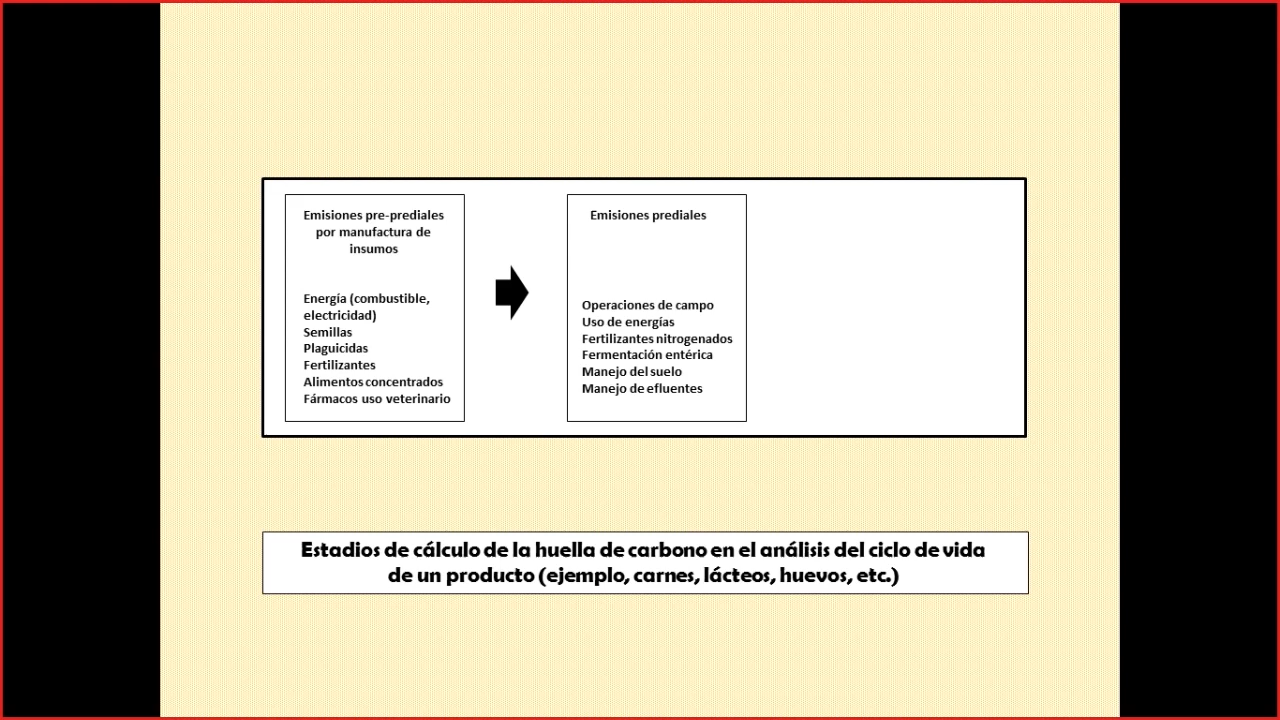 Emisiones pre-prediales
por manufactura de
insumos
Energía (combustible,
electricidad)
Semillas
Plaguicidas
Fertilizantes
Alimentos concentrados
Fármacos uso veterinario
Emisiones prediales
Operaciones de campo
Uso de energías
Fertilizantes nitrogenados
Fermentación entérica
Manejo del suelo
Manejo de efluentes
Estadios de cálculo de la huella de carbono en el análisis del ciclo de vida
de un producto (ejemplo, carnes, lácteos, huevos, etc.)